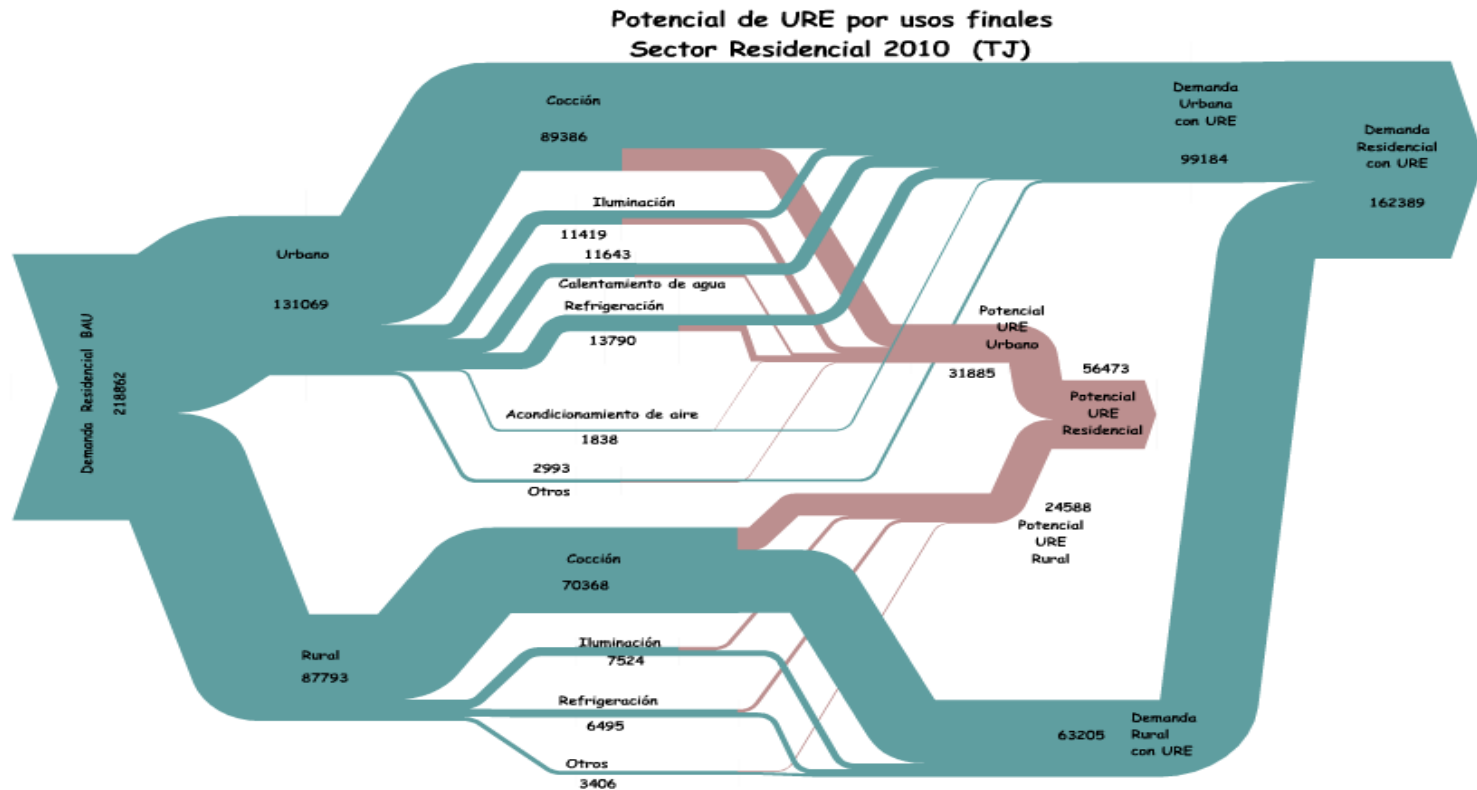 Potencial de URE por usos finales
Sector Residencial 2010 (TJ)
Demanda Residencial BAU
218862
Urbano
131069
Cocción
89386
Iluminación
11419
11643
Calentamiento de agua
Refrigeración
13790
Acondicionamiento de aire
1838
2993
Otros
Demanda
Urbana
con URE
99184
Demanda
Residencial
con URE
162389
Potencial
URE
Urbano
31885
56473
Potencial
URE
Residencial
24588
Potencial
URE
Rural
Rural
87793
Cocción
70368
Iluminación
7524
Refrigeración
6495
Otros
3406
63205
Demanda
Rural
con URE